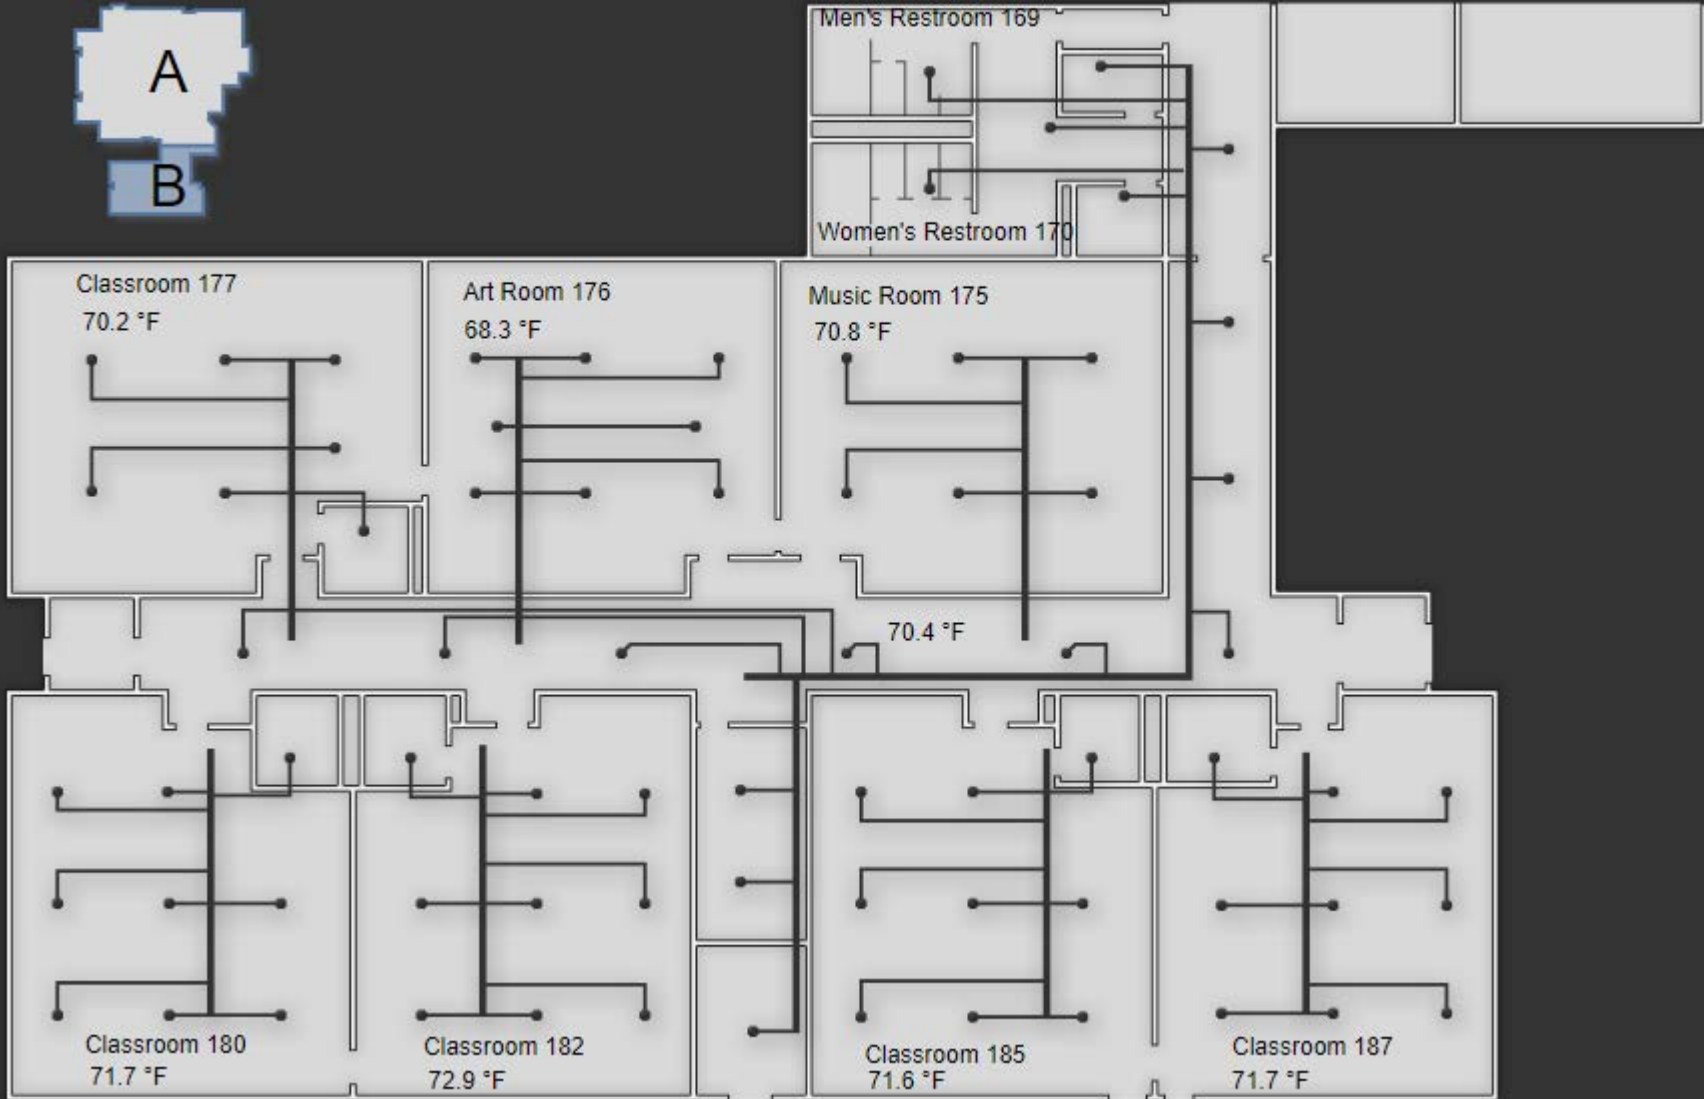 A
B
Men's Restroom 169
Women's Restroom 170
Classroom 177
70.2 °F
Art Room 176
68.3 °F
Music Room 175
70.8 °F
70.4 °F
Classroom 180
71.7 °F
Classroom 182
72.9 °F
Classroom 185
71.6 °F
Classroom 187
71.7 °F